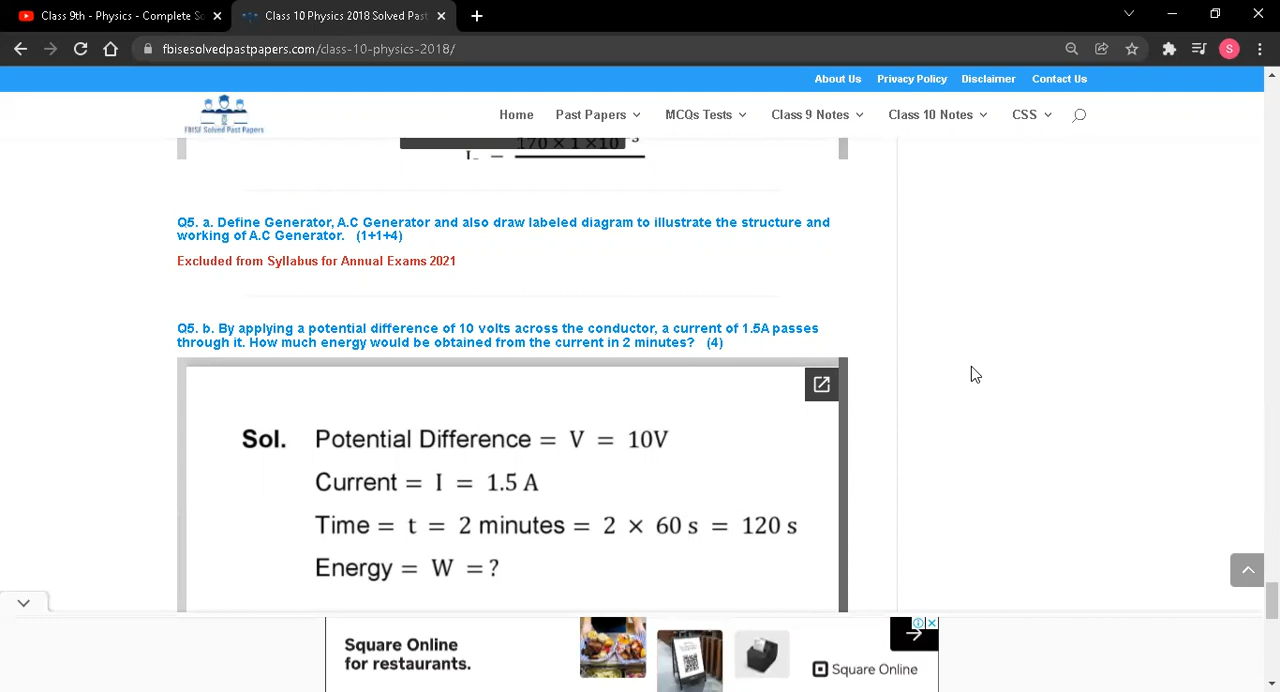 Class 9th - Physics - Complete So
Class 10 Physics 2018 Solved Past
fbisesolvedpastpapers.com/class-10-physics-2018/
S
About Us Privacy Policy Disclaimer Contact Us
FBISE Solved Past Papers
Home Past Papers MCQs Tests Class 9 Notes Class 10 Notes CSS
170 × 1 ×10
Q5. a. Define Generator, A.C Generator and also draw labeled diagram to illustrate the structure and
working of A.C Generator. (1+1+4)
Excluded from Syllabus for Annual Exams 2021
Q5. b. By applying a potential difference of 10 volts across the conductor, a current of 1.5A passes
through it. How much energy would be obtained from the current in 2 minutes? (4)
Sol. Potential Difference = V = 10V
Current = I = 1.5 A
Time = t = 2 minutes = 2 × 60 s = 120 s
Energy = W = ?
Square Online
for restaurants.
Square Online